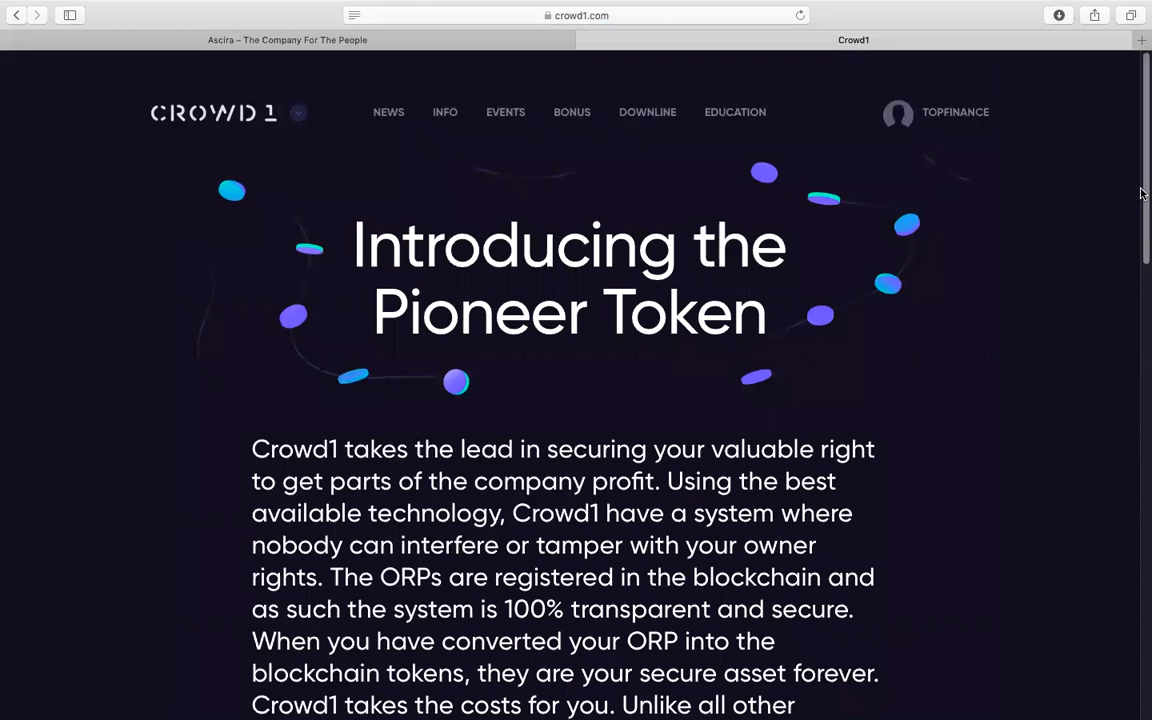 crowd1.com
Ascira – The Company For The People
Crowd1
CROWD1
NEWS INFO EVENTS BONUS DOWNLINE EDUCATION TOPFINANCE
Introducing the
Pioneer Token
Crowd1 takes the lead in securing your valuable right
to get parts of the company profit. Using the best
available technology, Crowd1 have a system where
nobody can interfere or tamper with your owner
rights. The ORPs are registered in the blockchain and
as such the system is 100% transparent and secure.
When you have converted your ORP into the
blockchain tokens, they are your secure asset forever.
Crowd1 takes the costs for you. Unlike all other